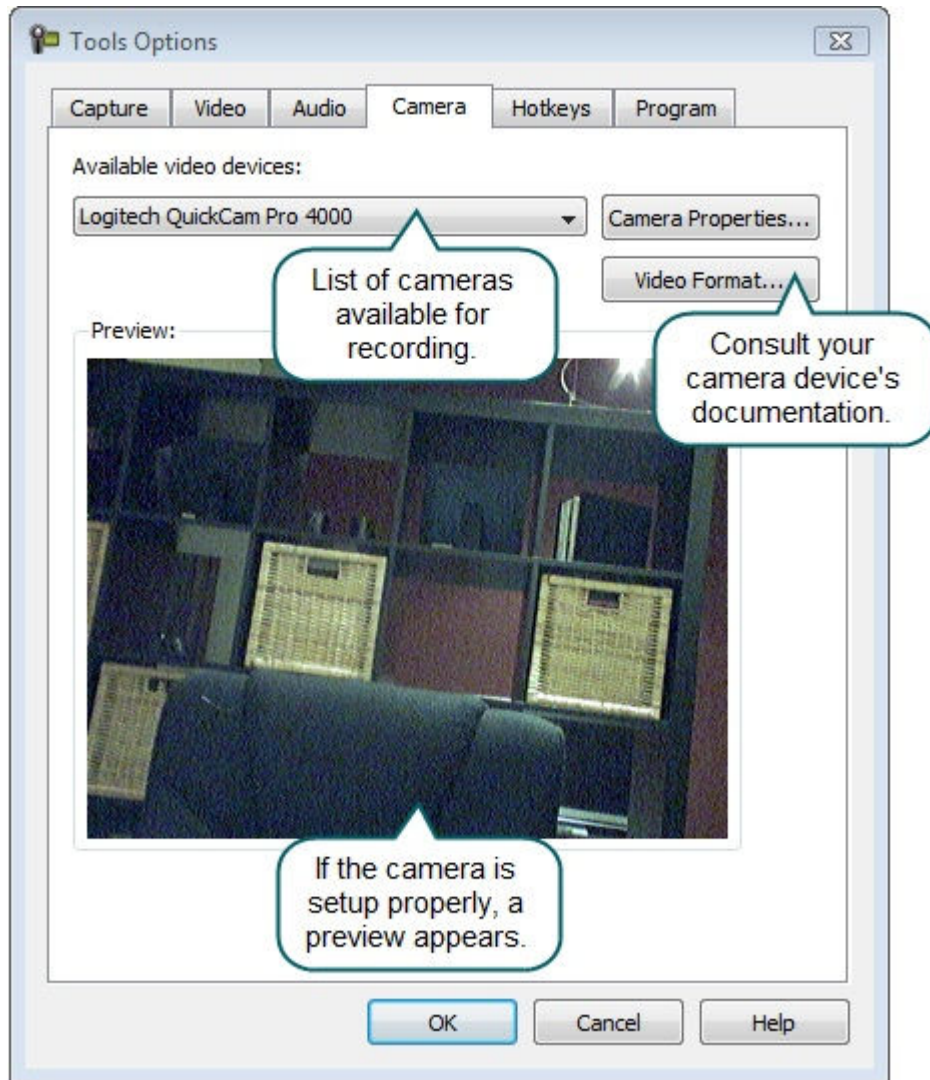 Tools Options
Capture Video Audio Camera Hotkeys Program
Available video devices:
Logitech QuickCam Pro 4000
Camera Properties...
List of cameras
available for
recording.
Video Format...
Consult your
camera device's
documentation.
Preview:
If the camera is
setup properly, a
preview appears.
OK Cancel Help